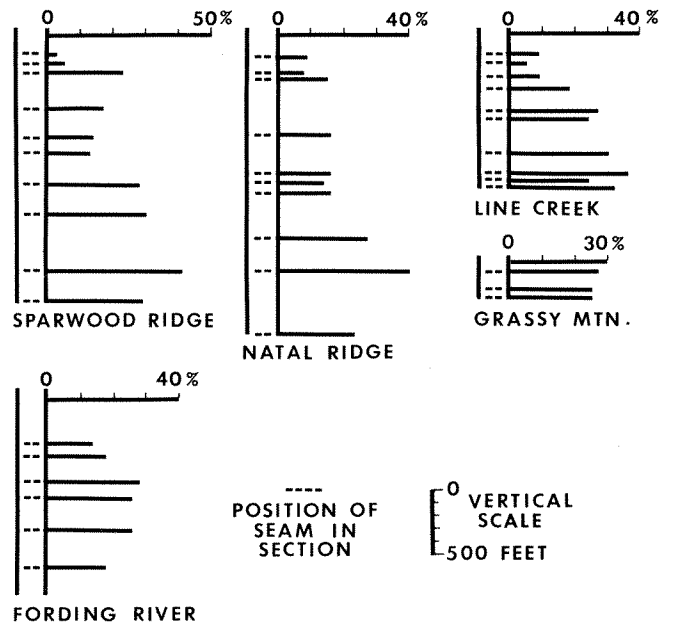 0 50%
SPARWOOD RIDGE
0 40%
NATAL RIDGE
0 40%
LINE CREEK
0 30%
GRASSY MTN.
0 40%
FORDING RIVER
POSITION OF
SEAM IN
SECTION
0
VERTICAL
SCALE
500 FEET